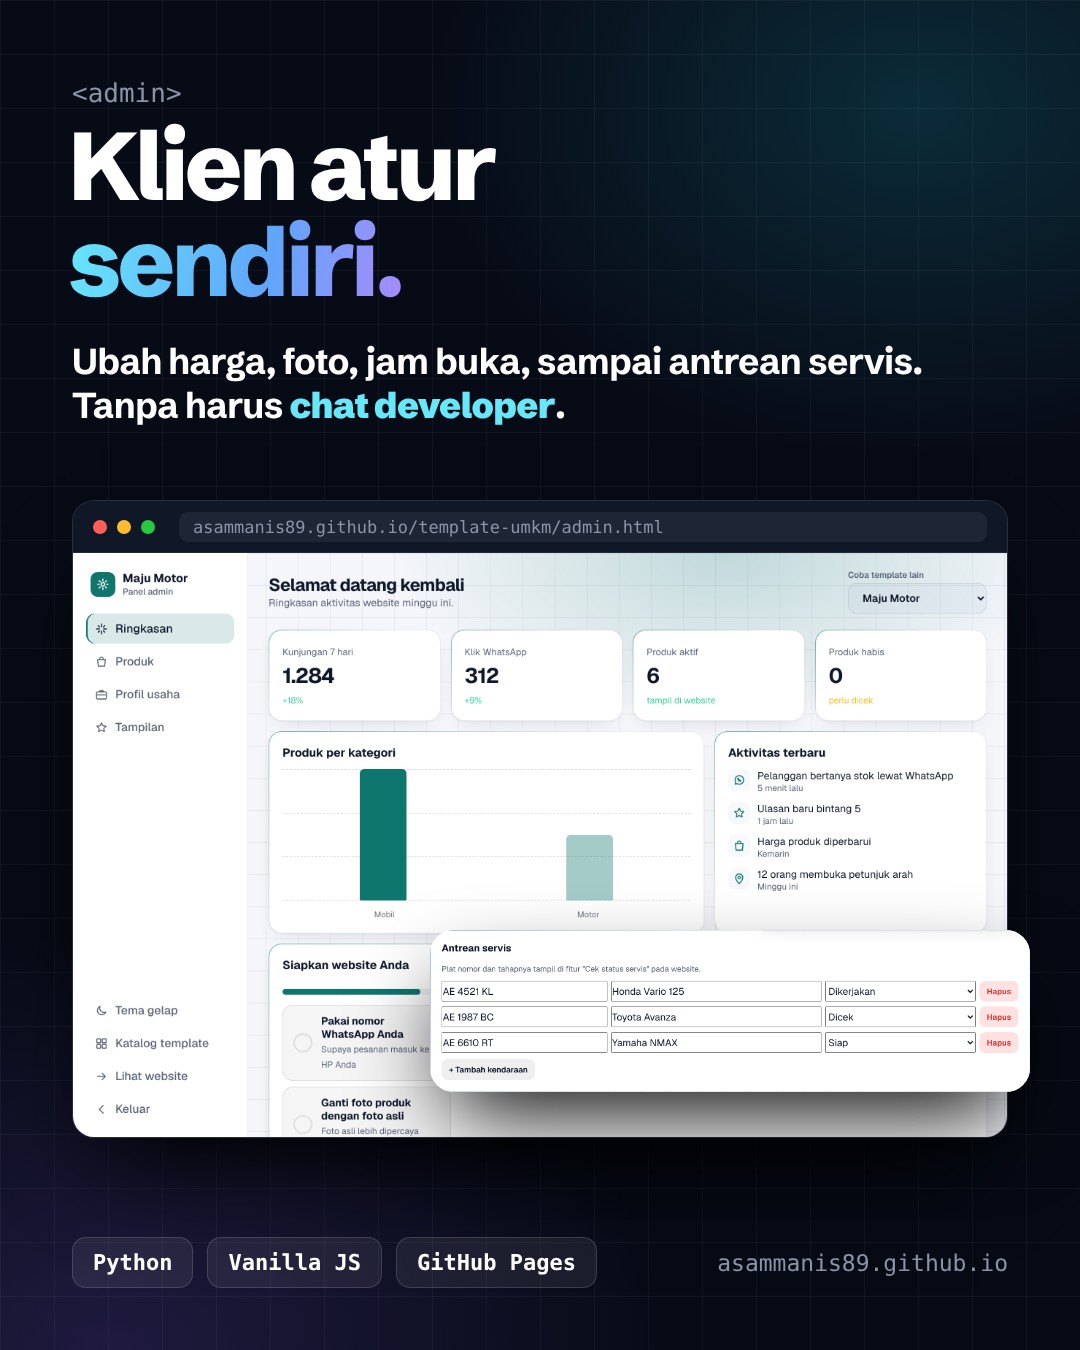 <admin>
Klien atur
sendiri.
Ubah harga, foto, jam buka, sampai antrean servis.
Tanpa harus chat developer.
asammanis89.github.io/template-umkm/admin.html
Maju Motor
Panel admin
Ringkasan
Produk
Profil usaha
Tampilan
Tema gelap
Katalog template
Lihat website
Keluar
Selamat datang kembali
Ringkasan aktivitas website minggu ini.
Coba template lain
Maju Motor
Kunjungan 7 hari
1.284
+18%
Klik WhatsApp
312
+9%
Produk aktif
6
tampil di website
Produk habis
0
perlu dicek
Produk per kategori
Mobil
Motor
Aktivitas terbaru
Pelanggan bertanya stok lewat WhatsApp
5 menit lalu
Ulasan baru bintang 5
1 jam lalu
Harga produk diperbarui
Kemarin
12 orang membuka petunjuk arah
Minggu ini
Siapkan website Anda
Pakai nomor
WhatsApp Anda
Supaya pesanan masuk ke
HP Anda
Ganti foto produk
dengan foto asli
Foto asli lebih dipercaya
Antrean servis
Plat nomor dan tahapnya tampil di fitur "Cek status servis" pada website.
AE 4521 KL Honda Vario 125 Dikerjakan Hapus
AE 1987 BC Toyota Avanza Dicek Hapus
AE 6610 RT Yamaha NMAX Siap Hapus
+ Tambah kendaraan
Python Vanilla JS GitHub Pages asammanis89.github.io